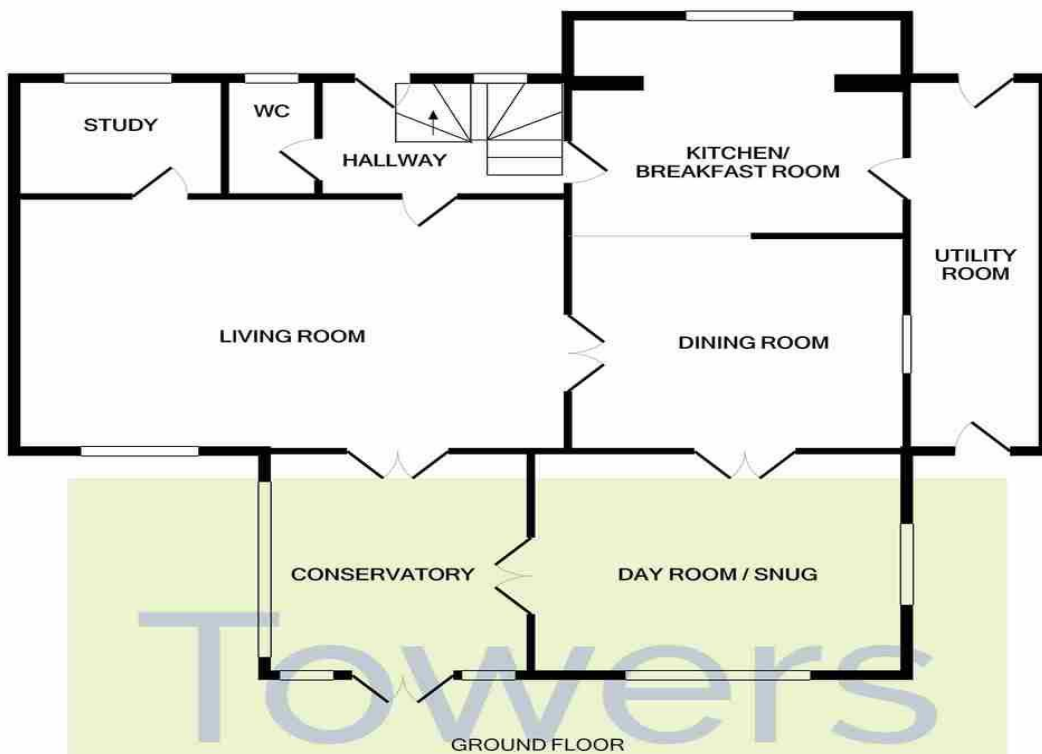 STUDY
WC
HALLWAY
KITCHEN/
BREAKFAST ROOM
UTILITY
ROOM
LIVING ROOM
DINING ROOM
CONSERVATORY
DAY ROOM / SNUG
Towers
GROUND FLOOR